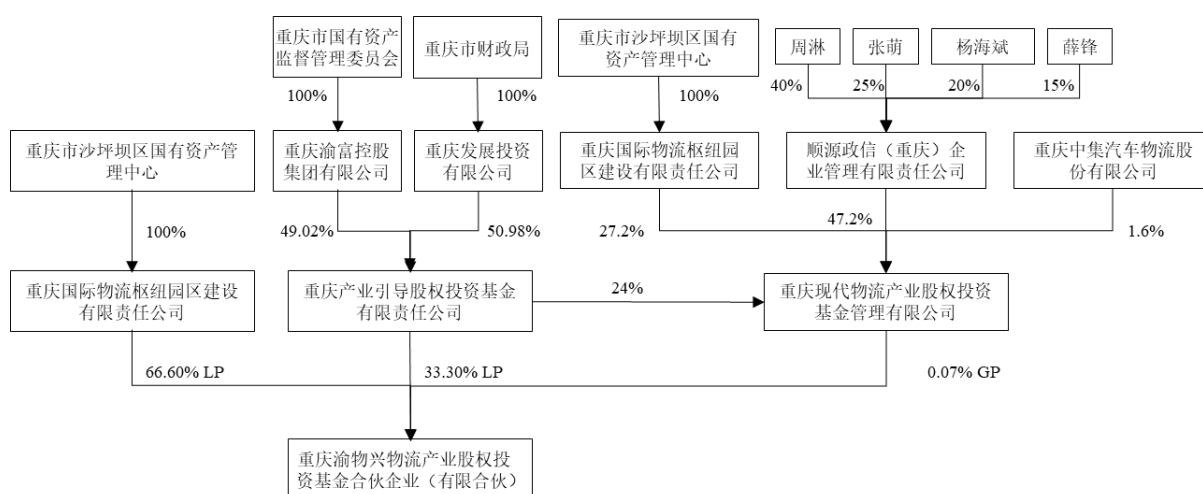 重庆市国有资产
监督管理委员会
重庆市财政局
重庆市沙坪坝区国有
资产管理中心
周淋
张萌
杨海斌
薛锋
100%
100%
100%
40%
25%
20%
15%
重庆市沙坪坝区国有资产管
理中心
重庆渝富控股
集团有限公司
重庆发展投资
有限公司
重庆国际物流枢纽园
区建设有限责任公司
顺源政信（重庆）企
业管理有限责任公司
重庆中集汽车物流股
份有限公司
100%
49.02%
50.98%
27.2%
47.2%
1.6%
重庆国际物流枢纽园区建设
有限责任公司
重庆产业引导股权投资基金
有限责任公司
24%
重庆现代物流产业股权投资
基金管理有限公司
66.60% LP
33.30% LP
0.07% GP
重庆渝物兴物流产业股权投
资基金合伙企业（有限合伙）